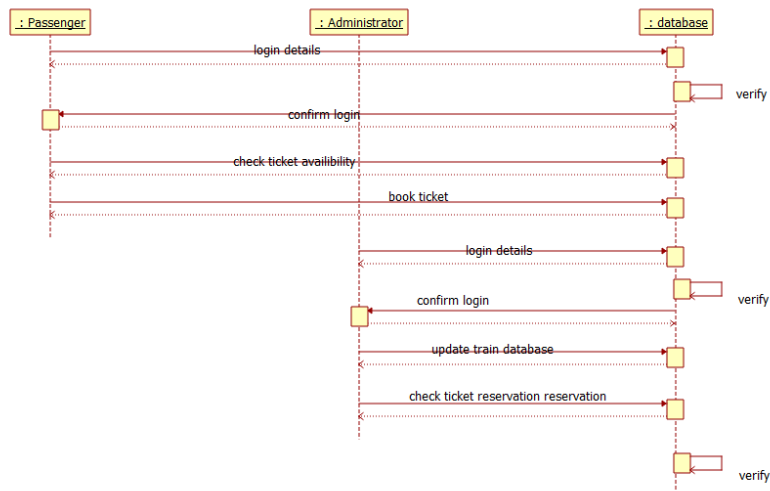 : Passenger
: Administrator
: database
login details
verify
confirm login
check ticket availibility
book ticket
login details
verify
confirm login
update train database
check ticket reservation reservation
verify